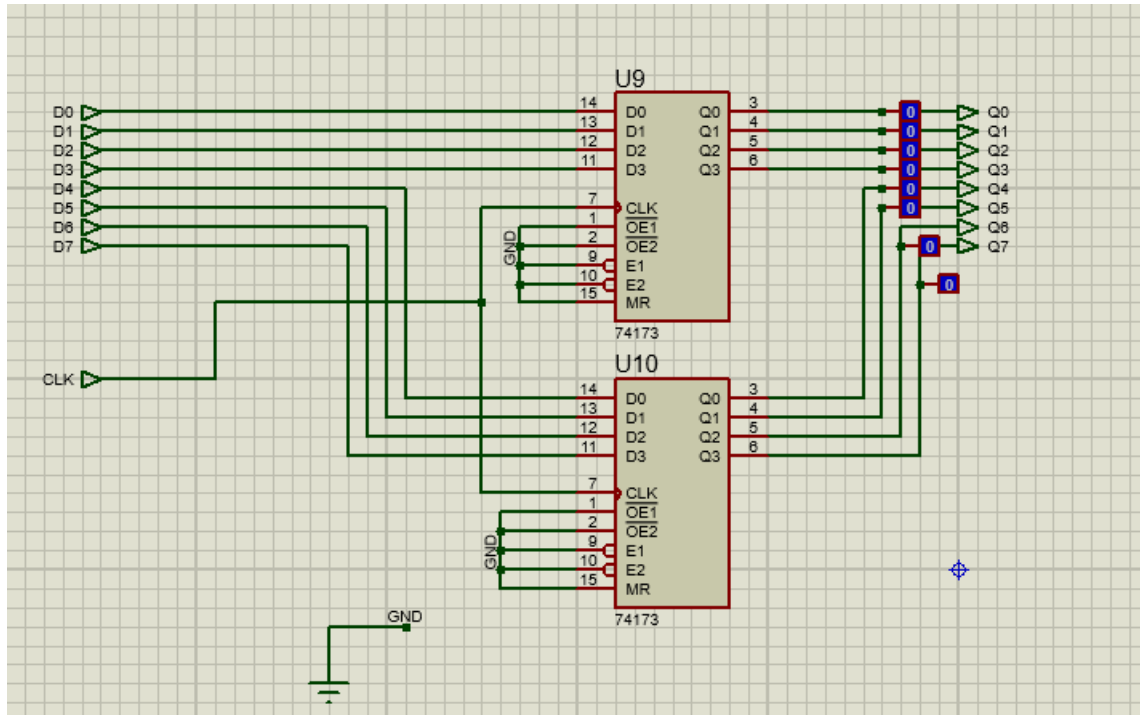 U9
D0 14 D0 Q0 3 0 Q0
D1 13 D1 Q1 4 0 Q1
D2 12 D2 Q2 5 0 Q2
D3 11 D3 Q3 6 0 Q3
D4 0 Q4
D5 7 CLK 0 Q5
D6 1 OE1 Q6
D7 GND 2 OE2 0 Q7
9 E1
10 E2 0
15 MR
74173
U10
CLK
14 D0 Q0 3
13 D1 Q1 4
12 D2 Q2 5
11 D3 Q3 6
7 CLK
1 OE1
2 OE2
GND 9 E1
10 E2
15 MR
74173
GND